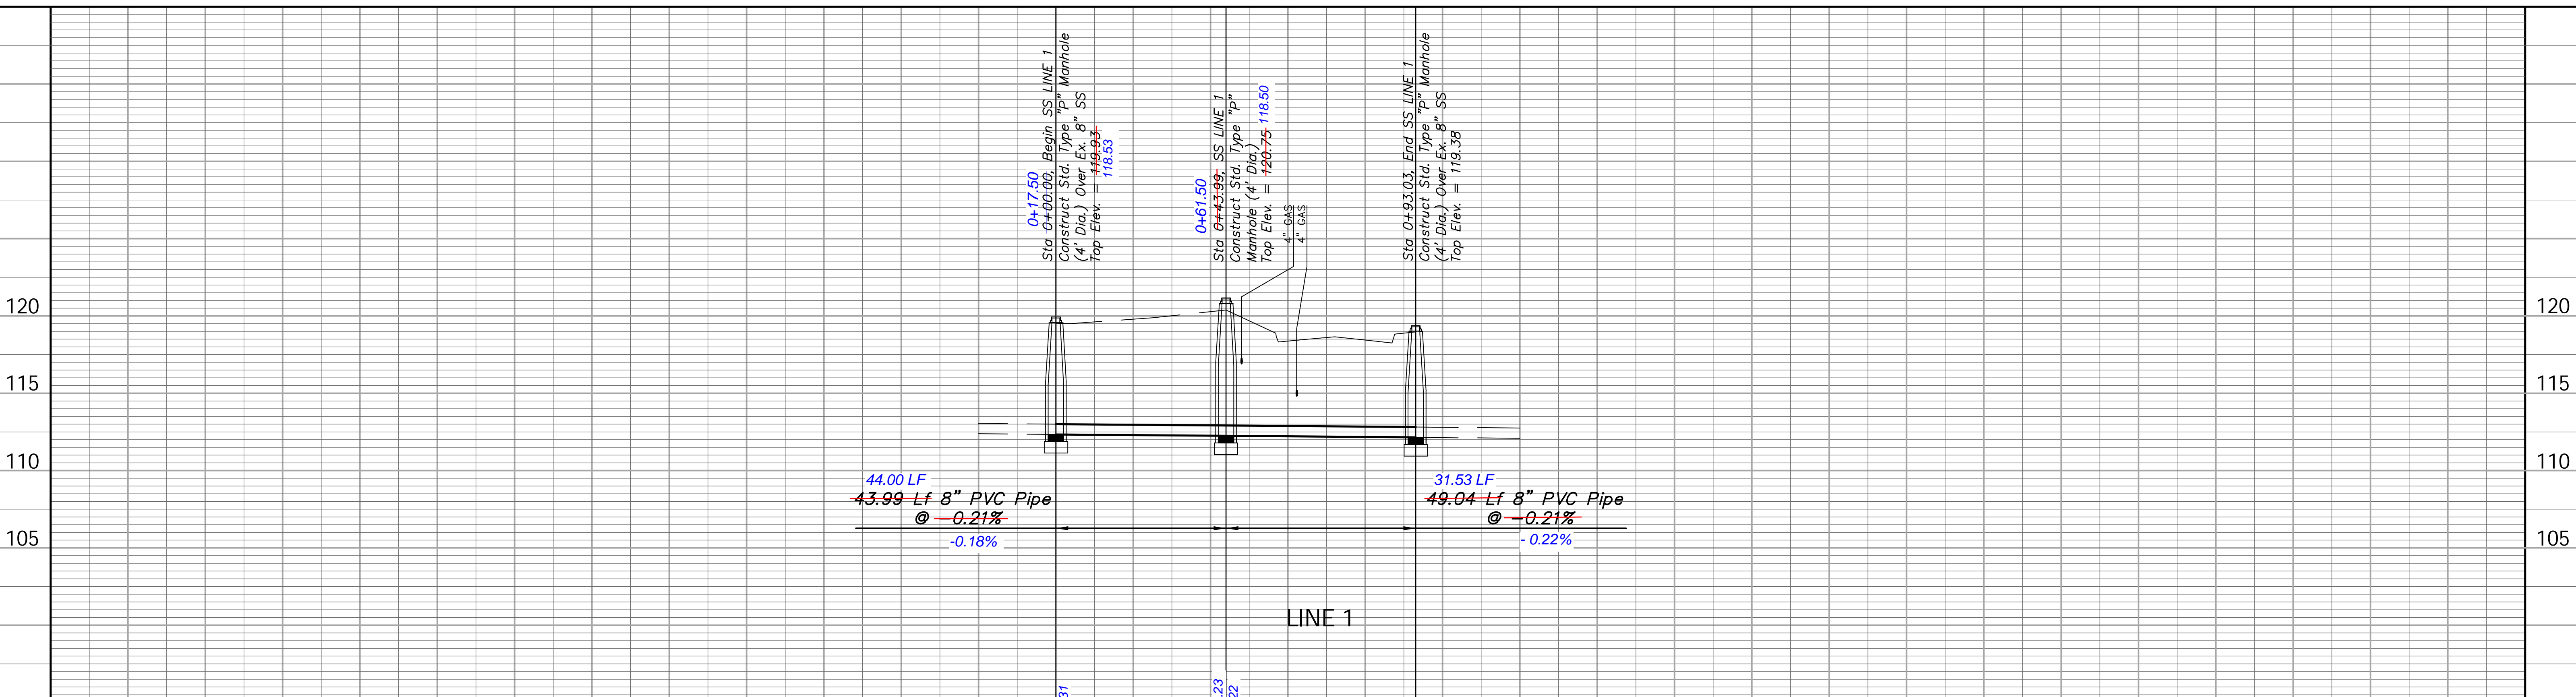 0+17.50
Sta 0+00.00, Begin SS LINE 1
Construct Std. Type "P" Manhole
(4' Dia.) Over Ex. 8" SS
Top Elev. = 119.93
118.53
0+61.50
Sta 0+43.99, SS LINE 1
Construct Std. Type "P"
Manhole (4' Dia.)
Top Elev. = 120.75 118.50
4" GAS
4" GAS
Sta 0+93.03, End SS LINE 1
Construct Std. Type "P" Manhole
(4' Dia.) Over Ex. 8" SS
Top Elev. = 119.38
120 120
115 115
110 110
105 105
44.00 LF
43.99 Lf 8" PVC Pipe
@ -0.21%
-0.18%
31.53 LF
49.04 Lf 8" PVC Pipe
@ -0.21%
- 0.22%
LINE 1
31
.23
22